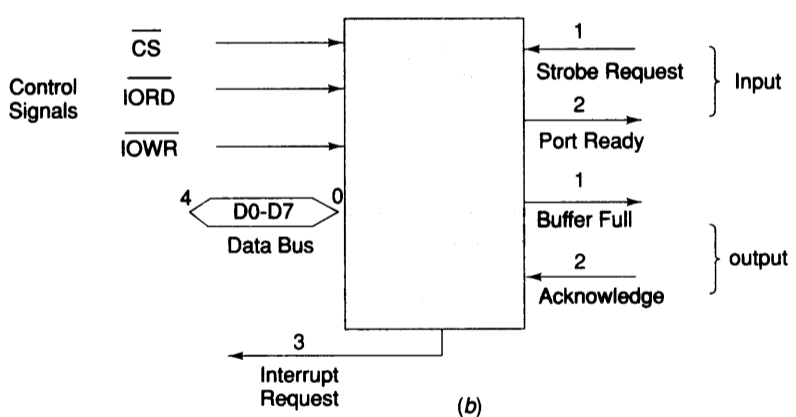 Control
Signals
CS
IORD
IOWR
4
D0-D7
0
Data Bus
1
Strobe Request
2
Port Ready
Input
1
Buffer Full
2
Acknowledge
output
3
Interrupt
Request
(b)